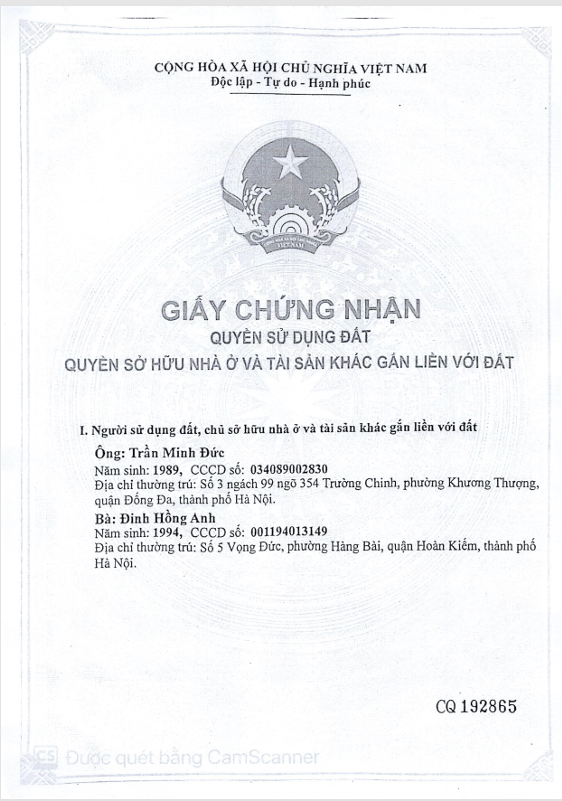 CỘNG HÒA XÃ HỘI CHỦ NGHĨA VIỆT NAM
Độc lập - Tự do - Hạnh phúc
VIỆT NAM
GIẤY CHỨNG NHẬN
QUYỀN SỬ DỤNG ĐẤT
QUYỀN SỞ HỮU NHÀ Ở VÀ TÀI SẢN KHÁC GẮN LIỀN VỚI ĐẤT
I. Người sử dụng đất, chủ sở hữu nhà ở và tài sản khác gắn liền với đất
Ông: Trần Minh Đức
Năm sinh: 1989, CCCD số: 034089002830
Địa chỉ thường trú: Số 3 ngách 99 ngõ 354 Trường Chinh, phường Khương Thượng,
quận Đống Đa, thành phố Hà Nội.
Bà: Đinh Hồng Anh
Năm sinh: 1994, CCCD số: 001194013149
Địa chỉ thường trú: Số 5 Vọng Đức, phường Hàng Bài, quận Hoàn Kiếm, thành phố
Hà Nội.
CQ 192865
CS Được quét bằng CamScanner